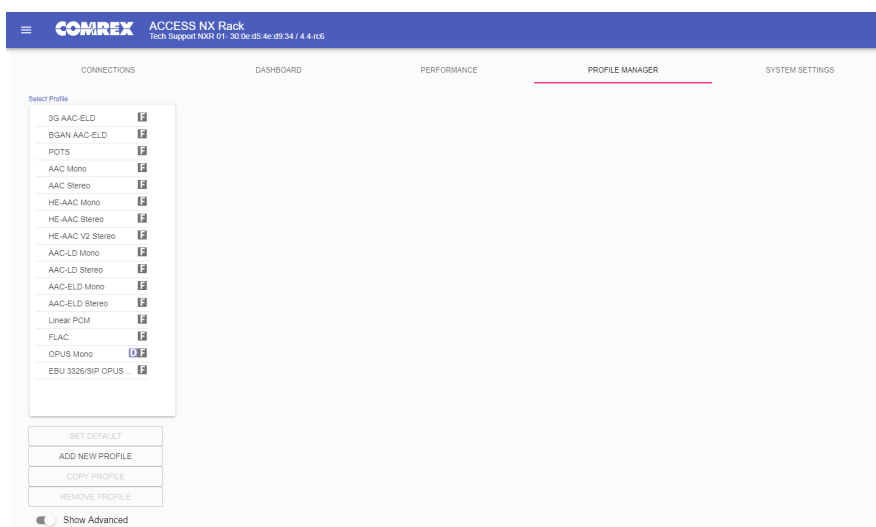 COMREX
ACCESS NX Rack
Tech Support NXR 01- 30:0e:d5:4e:d9:34 / 4.4-rc6
CONNECTIONS DASHBOARD PERFORMANCE PROFILE MANAGER SYSTEM SETTINGS
Select Profile
3G AAC-ELD F
BGAN AAC-ELD F
POTS F
AAC Mono F
AAC Stereo F
HE-AAC Mono F
HE-AAC Stereo F
HE-AAC V2 Stereo F
AAC-LD Mono F
AAC-LD Stereo F
AAC-ELD Mono F
AAC-ELD Stereo F
Linear PCM F
FLAC F
OPUS Mono D F
EBU 3326/SIP OPUS ... F
SET DEFAULT
ADD NEW PROFILE
COPY PROFILE
REMOVE PROFILE
Show Advanced